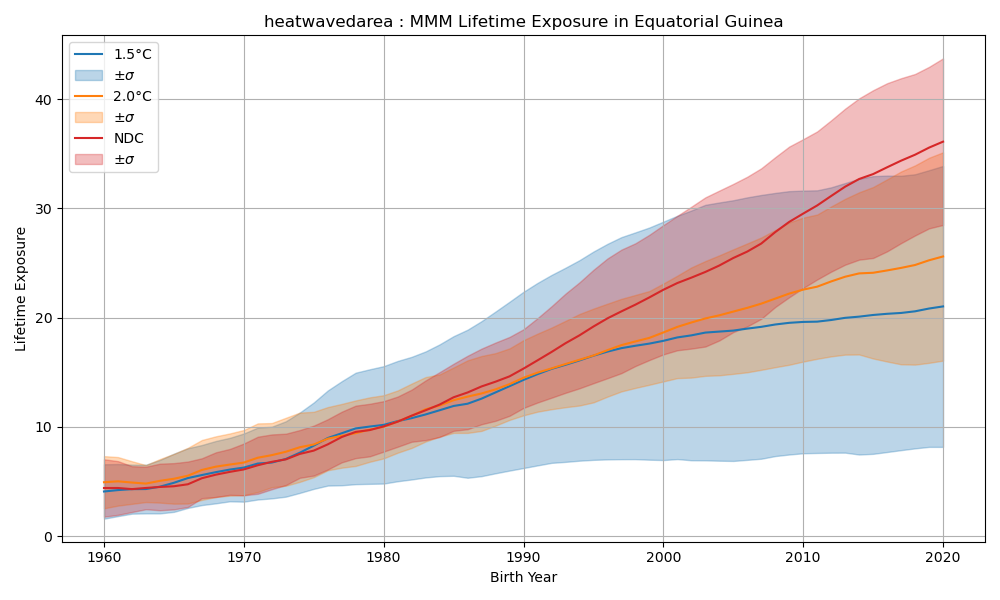 heatwavedarea : MMM Lifetime Exposure in Equatorial Guinea
1.5°C
±σ
2.0°C
±σ
NDC
±σ
Lifetime Exposure
40
30
20
10
0
1960 1970 1980 1990 2000 2010 2020
Birth Year